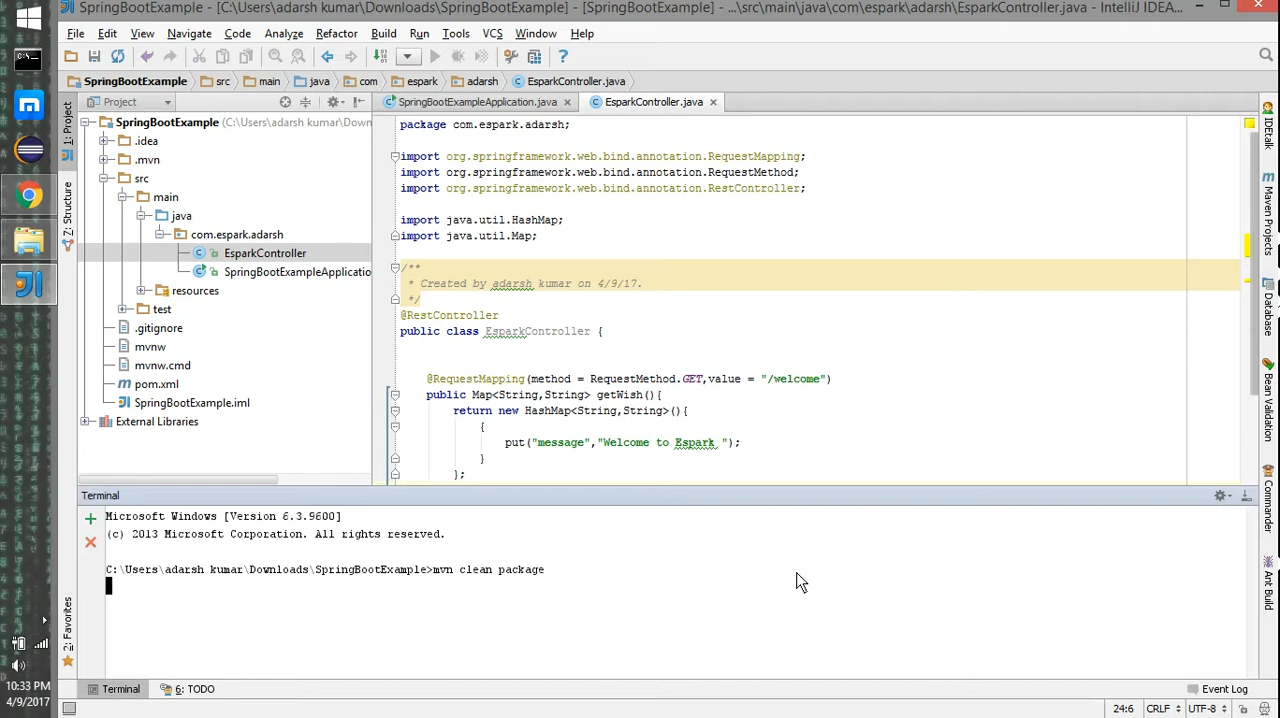 SpringBootExample - [C:\Users\adarsh kumar\Downloads\SpringBootExample] - [SpringBootExample] - ...\src\main\java\com\espark\adarsh\EsparkController.java - IntelliJ IDEA...
File Edit View Navigate Code Analyze Refactor Build Run Tools VCS Window Help
SpringBootExample src main java com espark adarsh EsparkController.java
Project
SpringBootExampleApplication.java
EsparkController.java
1: Project
Z: Structure
2: Favorites
SpringBootExample (C:\Users\adarsh kumar\Down
.idea
.mvn
src
main
java
com.espark.adarsh
EsparkController
SpringBootExampleApplicatio
resources
test
.gitignore
mvnw
mvnw.cmd
pom.xml
SpringBootExample.iml
External Libraries
package com.espark.adarsh;
import org.springframework.web.bind.annotation.RequestMapping;
import org.springframework.web.bind.annotation.RequestMethod;
import org.springframework.web.bind.annotation.RestController;
import java.util.HashMap;
import java.util.Map;
/**
* Created by adarsh kumar on 4/9/17.
*/
@RestController
public class EsparkController {
@RequestMapping(method = RequestMethod.GET,value = "/welcome")
public Map<String,String> getWish(){
return new HashMap<String,String>(){
{
put("message","Welcome to Espark ");
}
};
IDEtalk
Maven Projects
Database
Bean Validation
Commander
Ant Build
Terminal
Microsoft Windows [Version 6.3.9600]
(c) 2013 Microsoft Corporation. All rights reserved.
C:\Users\adarsh kumar\Downloads\SpringBootExample>mvn clean package
Terminal
6: TODO
Event Log
24:6 CRLF UTF-8
10:33 PM
4/9/2017